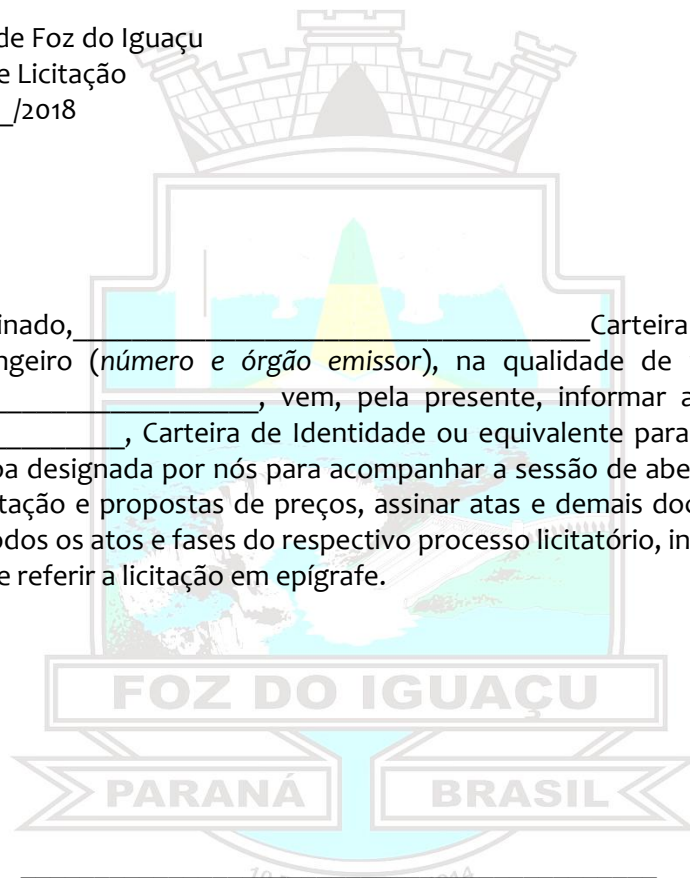 de Foz do Iguaçu
e Licitação
_/2018
inado,___________________________________Carteira
ngeiro (número e órgão emissor), na qualidade de
__________________, vem, pela presente, informar a
_________, Carteira de Identidade ou equivalente para
oa designada por nós para acompanhar a sessão de abe
tação e propostas de preços, assinar atas e demais doc
odos os atos e fases do respectivo processo licitatório, in
e referir a licitação em epígrafe.
FOZ DO IGUAÇU
PARANÁ BRASIL